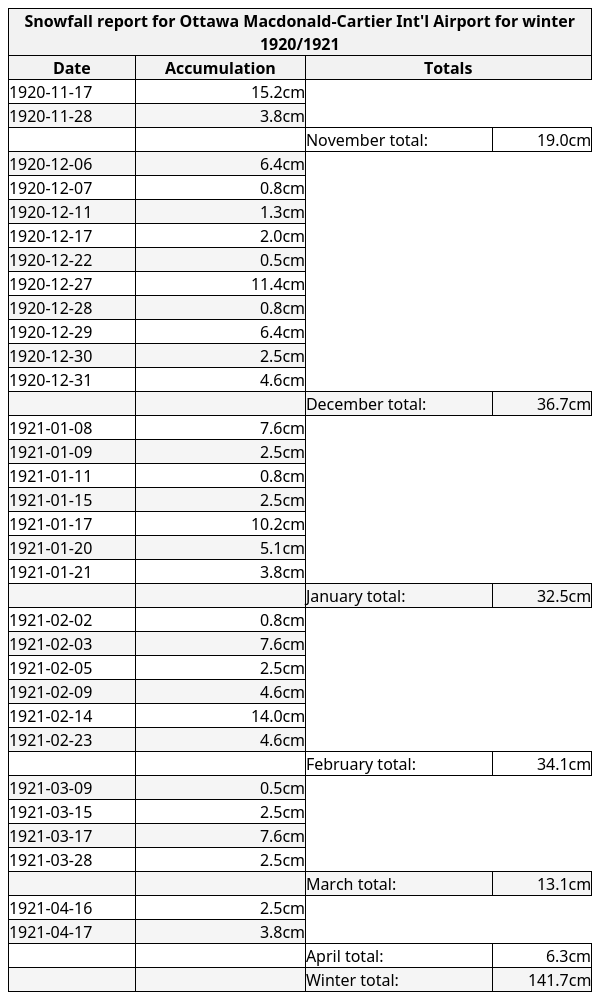 Snowfall report for Ottawa Macdonald-Cartier Int'l Airport for winter
1920/1921
Date Accumulation Totals
1920-11-17 15.2cm
1920-11-28 3.8cm
November total: 19.0cm
1920-12-06 6.4cm
1920-12-07 0.8cm
1920-12-11 1.3cm
1920-12-17 2.0cm
1920-12-22 0.5cm
1920-12-27 11.4cm
1920-12-28 0.8cm
1920-12-29 6.4cm
1920-12-30 2.5cm
1920-12-31 4.6cm
December total: 36.7cm
1921-01-08 7.6cm
1921-01-09 2.5cm
1921-01-11 0.8cm
1921-01-15 2.5cm
1921-01-17 10.2cm
1921-01-20 5.1cm
1921-01-21 3.8cm
January total: 32.5cm
1921-02-02 0.8cm
1921-02-03 7.6cm
1921-02-05 2.5cm
1921-02-09 4.6cm
1921-02-14 14.0cm
1921-02-23 4.6cm
February total: 34.1cm
1921-03-09 0.5cm
1921-03-15 2.5cm
1921-03-17 7.6cm
1921-03-28 2.5cm
March total: 13.1cm
1921-04-16 2.5cm
1921-04-17 3.8cm
April total: 6.3cm
Winter total: 141.7cm